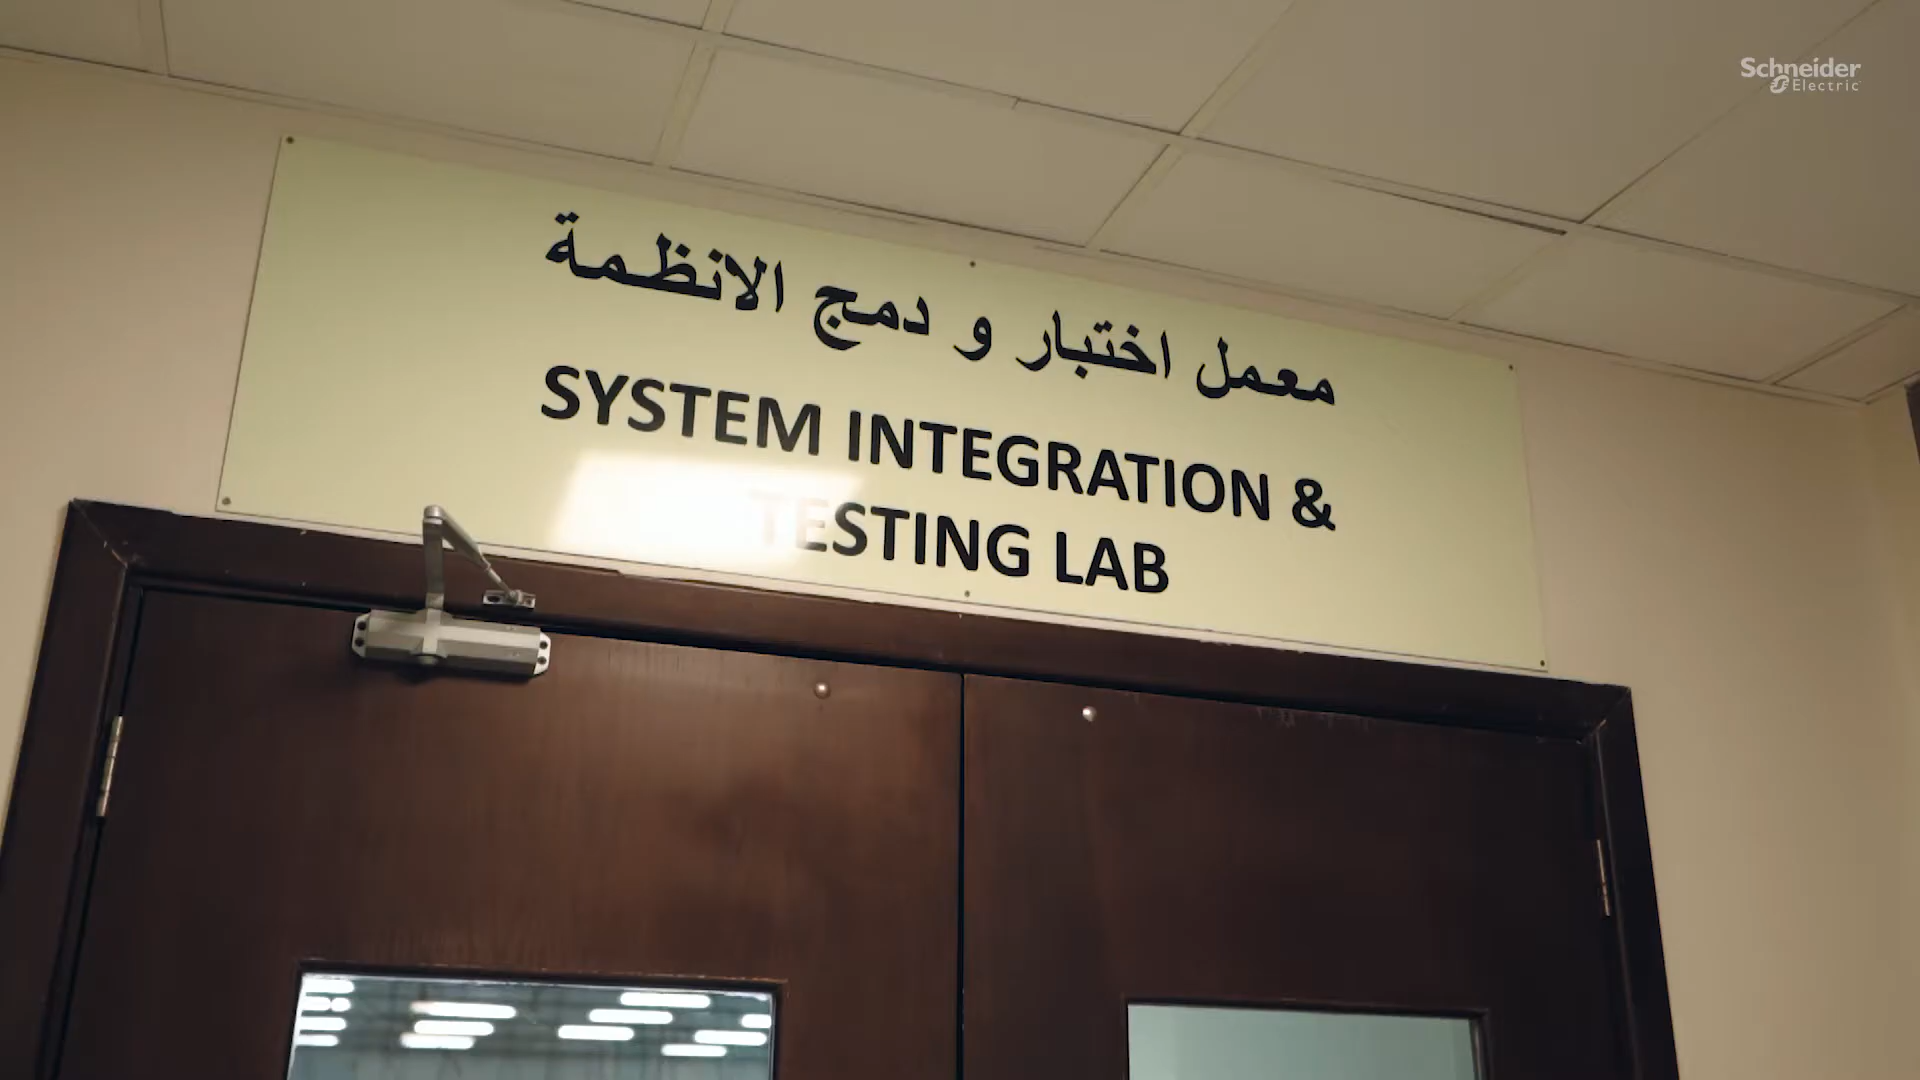 معمل اختبار و دمج الانظمة
SYSTEM INTEGRATION &
TESTING LAB
Schneider
Electric